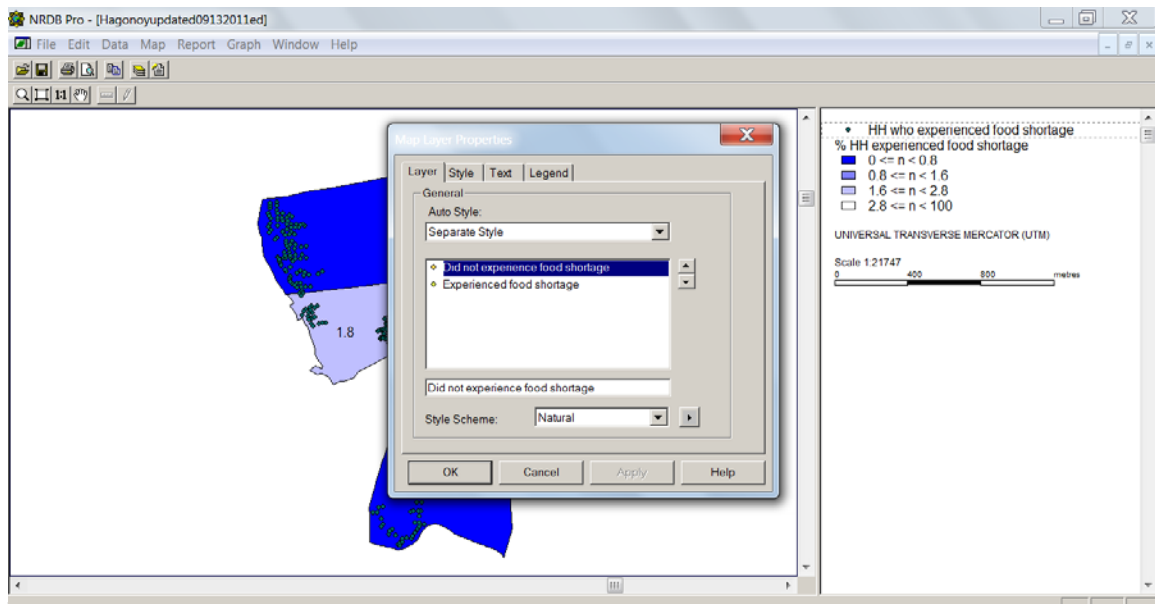 NRDB Pro - [Hagonoyupdated09132011ed]
File Edit Data Map Report Graph Window Help
1:1
Map Layer Properties
Layer Style Text Legend
General
Auto Style:
Separate Style
Did not experience food shortage
Experienced food shortage
Did not experience food shortage
Style Scheme: Natural
OK Cancel Apply Help
1.8
HH who experienced food shortage
% HH experienced food shortage
0 <= n < 0.8
0.8 <= n < 1.6
1.6 <= n < 2.8
2.8 <= n < 100
UNIVERSAL TRANSVERSE MERCATOR (UTM)
Scale 1:21747
0 400 800 metres